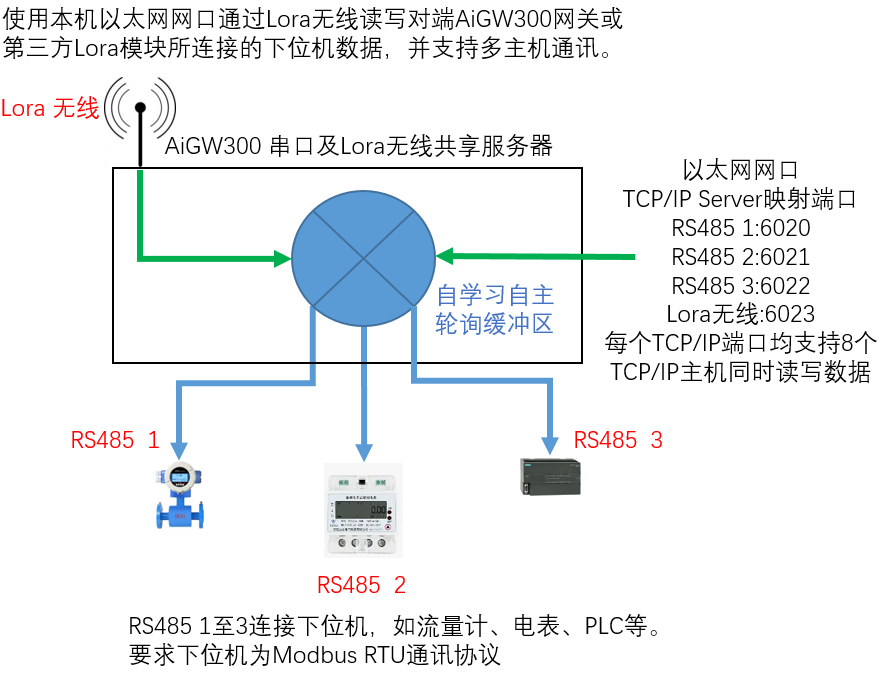 使用本机以太网网口通过Lora无线读写对端AiGW300网关或
第三方Lora模块所连接的下位机数据，并支持多主机通讯。
Lora 无线
AiGW300 串口及Lora无线共享服务器
以太网网口
TCP/IP Server映射端口
RS485 1:6020
RS485 2:6021
RS485 3:6022
Lora无线:6023
每个TCP/IP端口均支持8个
TCP/IP主机同时读写数据
自学习自主
轮询缓冲区
RS485 1
RS485 3
0.00
RS485 2
RS485 1至3连接下位机，如流量计、电表、PLC等。
要求下位机为Modbus RTU通讯协议